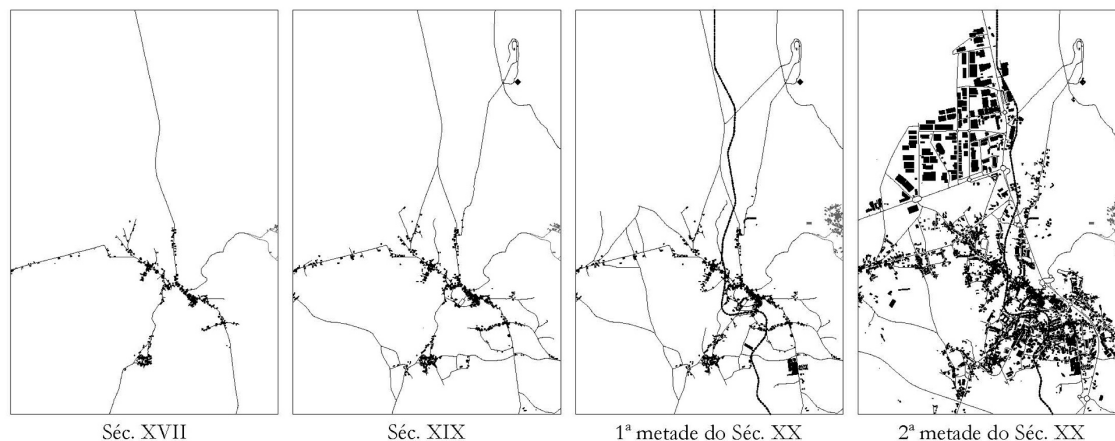 Séc. XVII
Séc. XIX
1ª metade do Séc. XX
2ª metade do Séc. XX